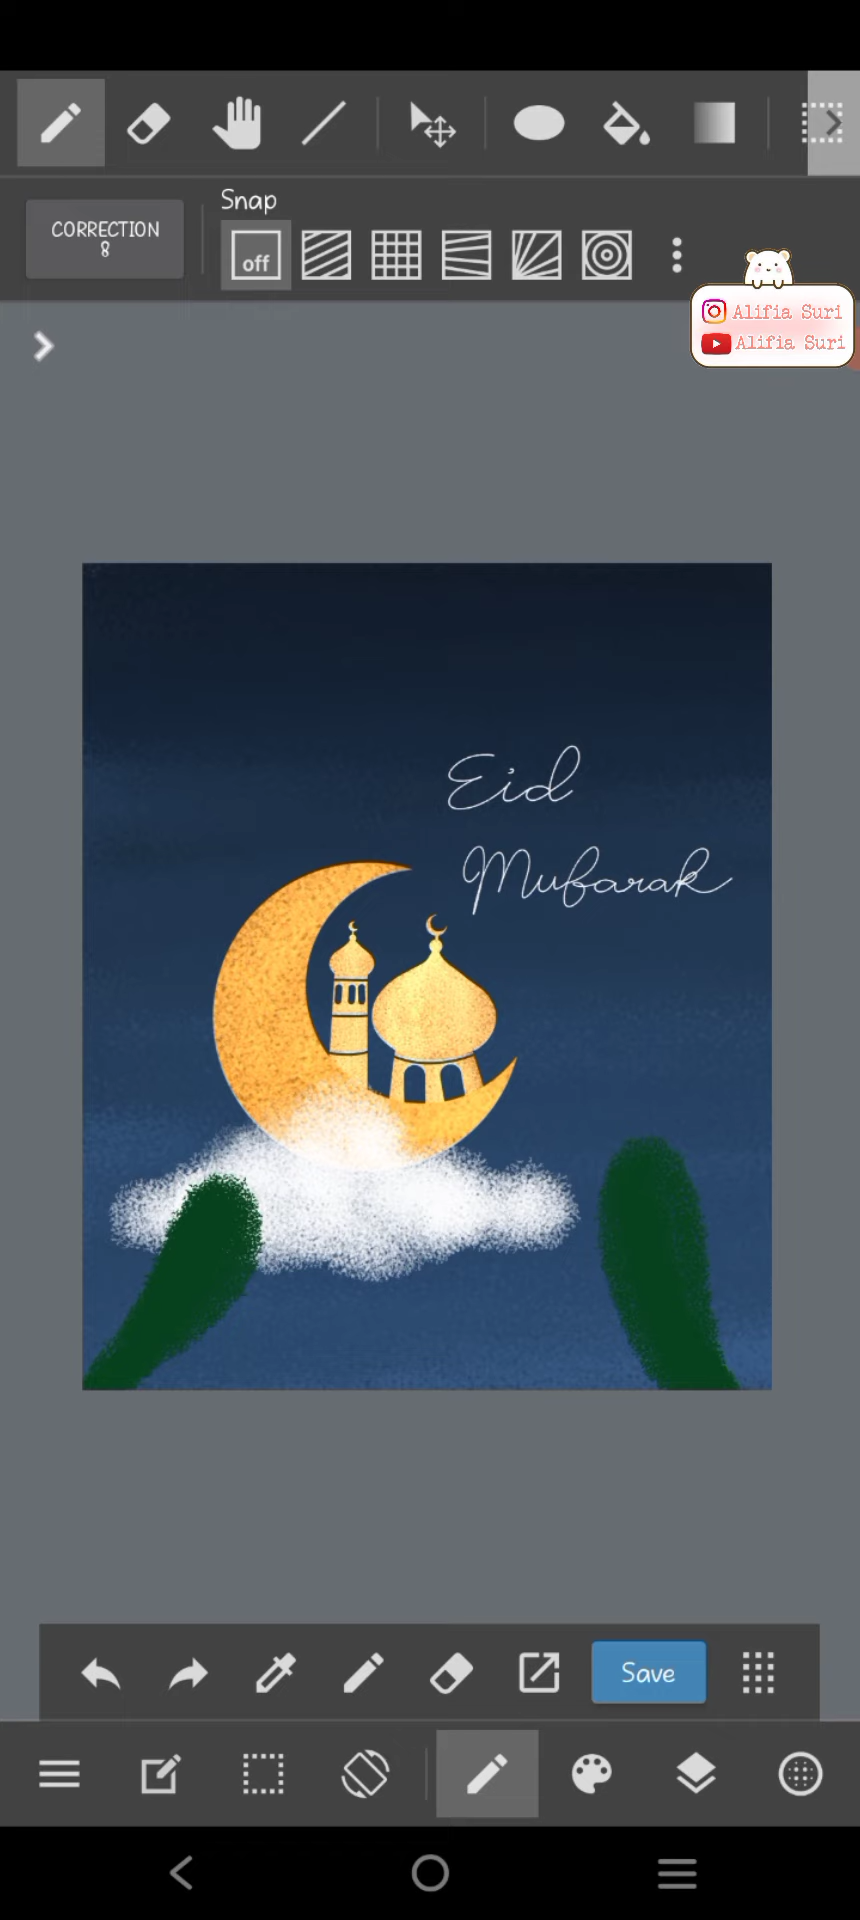 Snap
CORRECTION
8
off
Alifia Suri
Alifia Suri
Eid
Mubarak
Save